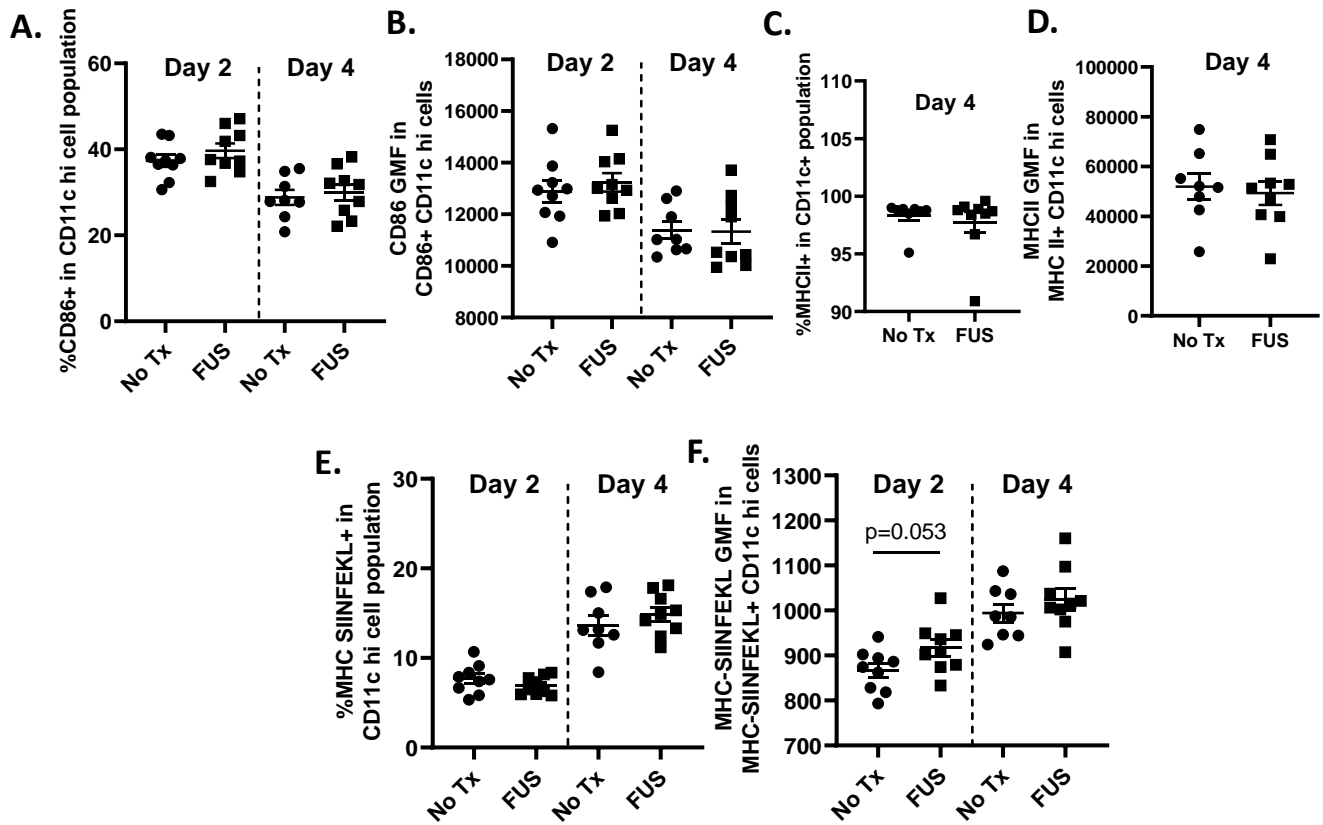 A.
%CD86+ in CD11c hi cell population
60
40
20
0
Day 2
Day 4
No Tx
FUS
No Tx
FUS
B.
CD86 GMF in
CD86+ CD11c hi cells
18000
16000
14000
12000
10000
8000
Day 2
Day 4
No Tx
FUS
No Tx
FUS
C.
%MHCII+ in CD11c+ population
110
105
100
95
90
Day 4
No Tx
FUS
D.
MHCII GMF in
MHC II+ CD11c hi cells
100000
80000
60000
40000
20000
0
Day 4
No Tx
FUS
E.
%MHC SIINFEKL+ in
CD11c hi cell population
30
20
10
0
Day 2
Day 4
No Tx
FUS
No Tx
FUS
F.
MHC-SIINFEKL GMF in
MHC-SIINFEKL+ CD11c hi cells
1300
1200
1100
1000
900
800
700
Day 2
Day 4
p=0.053
No Tx
FUS
No Tx
FUS